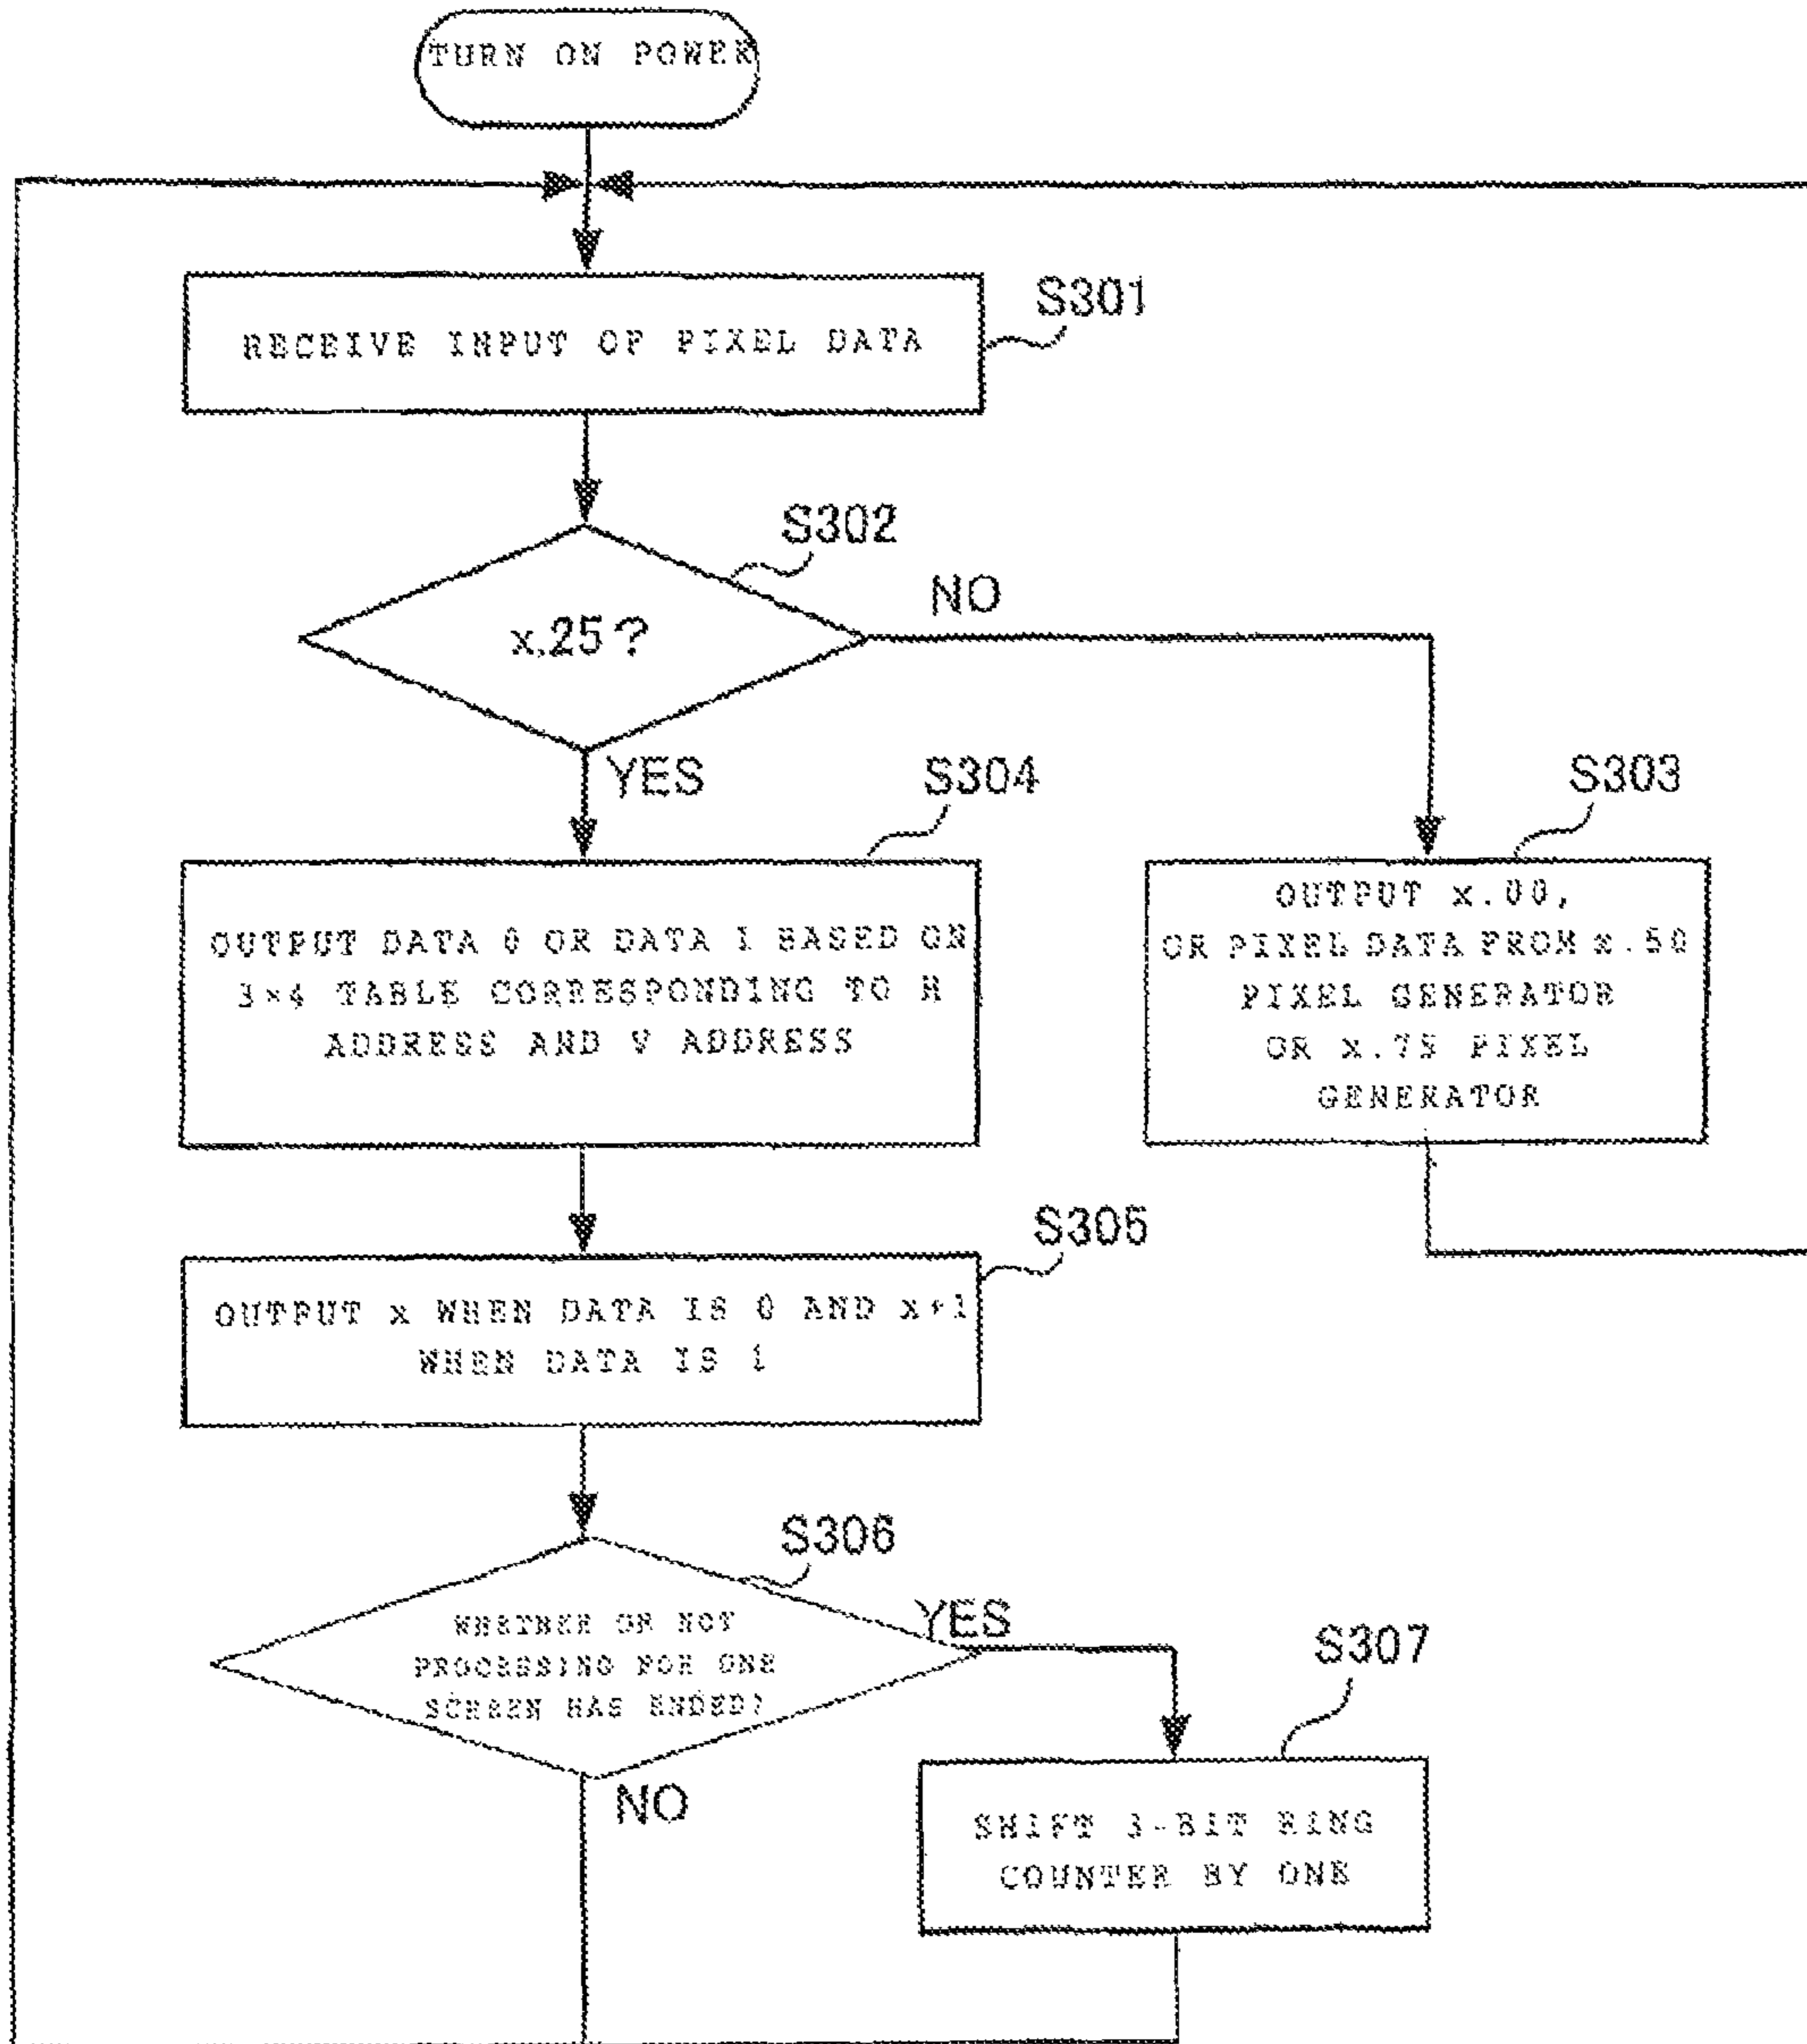 TURN ON POWER
S301
RECEIVE INPUT OF PIXEL DATA
S302
x.25?
NO
YES
S304
OUTPUT DATA 0 OR DATA 1 BASED ON
3×4 TABLE CORRESPONDING TO H
ADDRESS AND V ADDRESS
S303
OUTPUT x.00,
OR PIXEL DATA FROM x.50
PIXEL GENERATOR
OR x.75 PIXEL
GENERATOR
S305
OUTPUT x WHEN DATA IS 0 AND x+1
WHEN DATA IS 1
S306
WHETHER OR NOT
PROCESSING FOR ONE
SCREEN HAS ENDED?
YES
NO
S307
SHIFT 3-BIT RING
COUNTER BY ONE